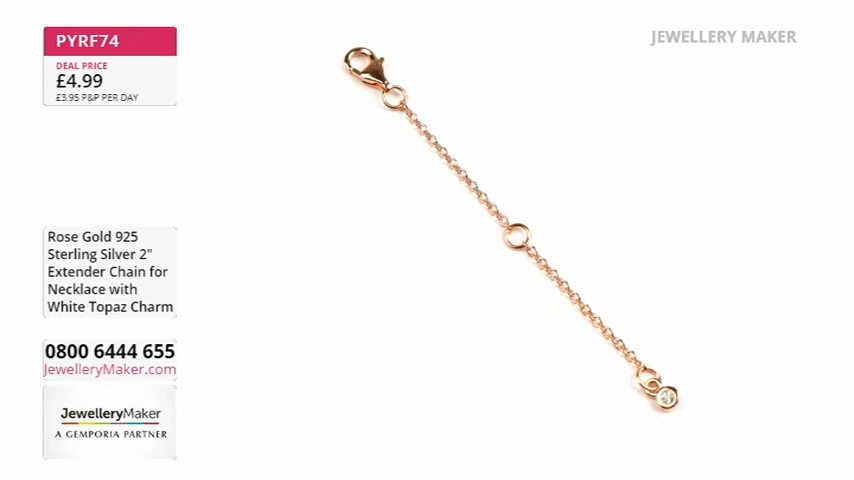 PYRF74
DEAL PRICE
£4.99
£3.95 P&P PER DAY
JEWELLERY MAKER
Rose Gold 925
Sterling Silver 2"
Extender Chain for
Necklace with
White Topaz Charm
0800 6444 655
JewelleryMaker.com
JewelleryMaker
A GEMPORIA PARTNER